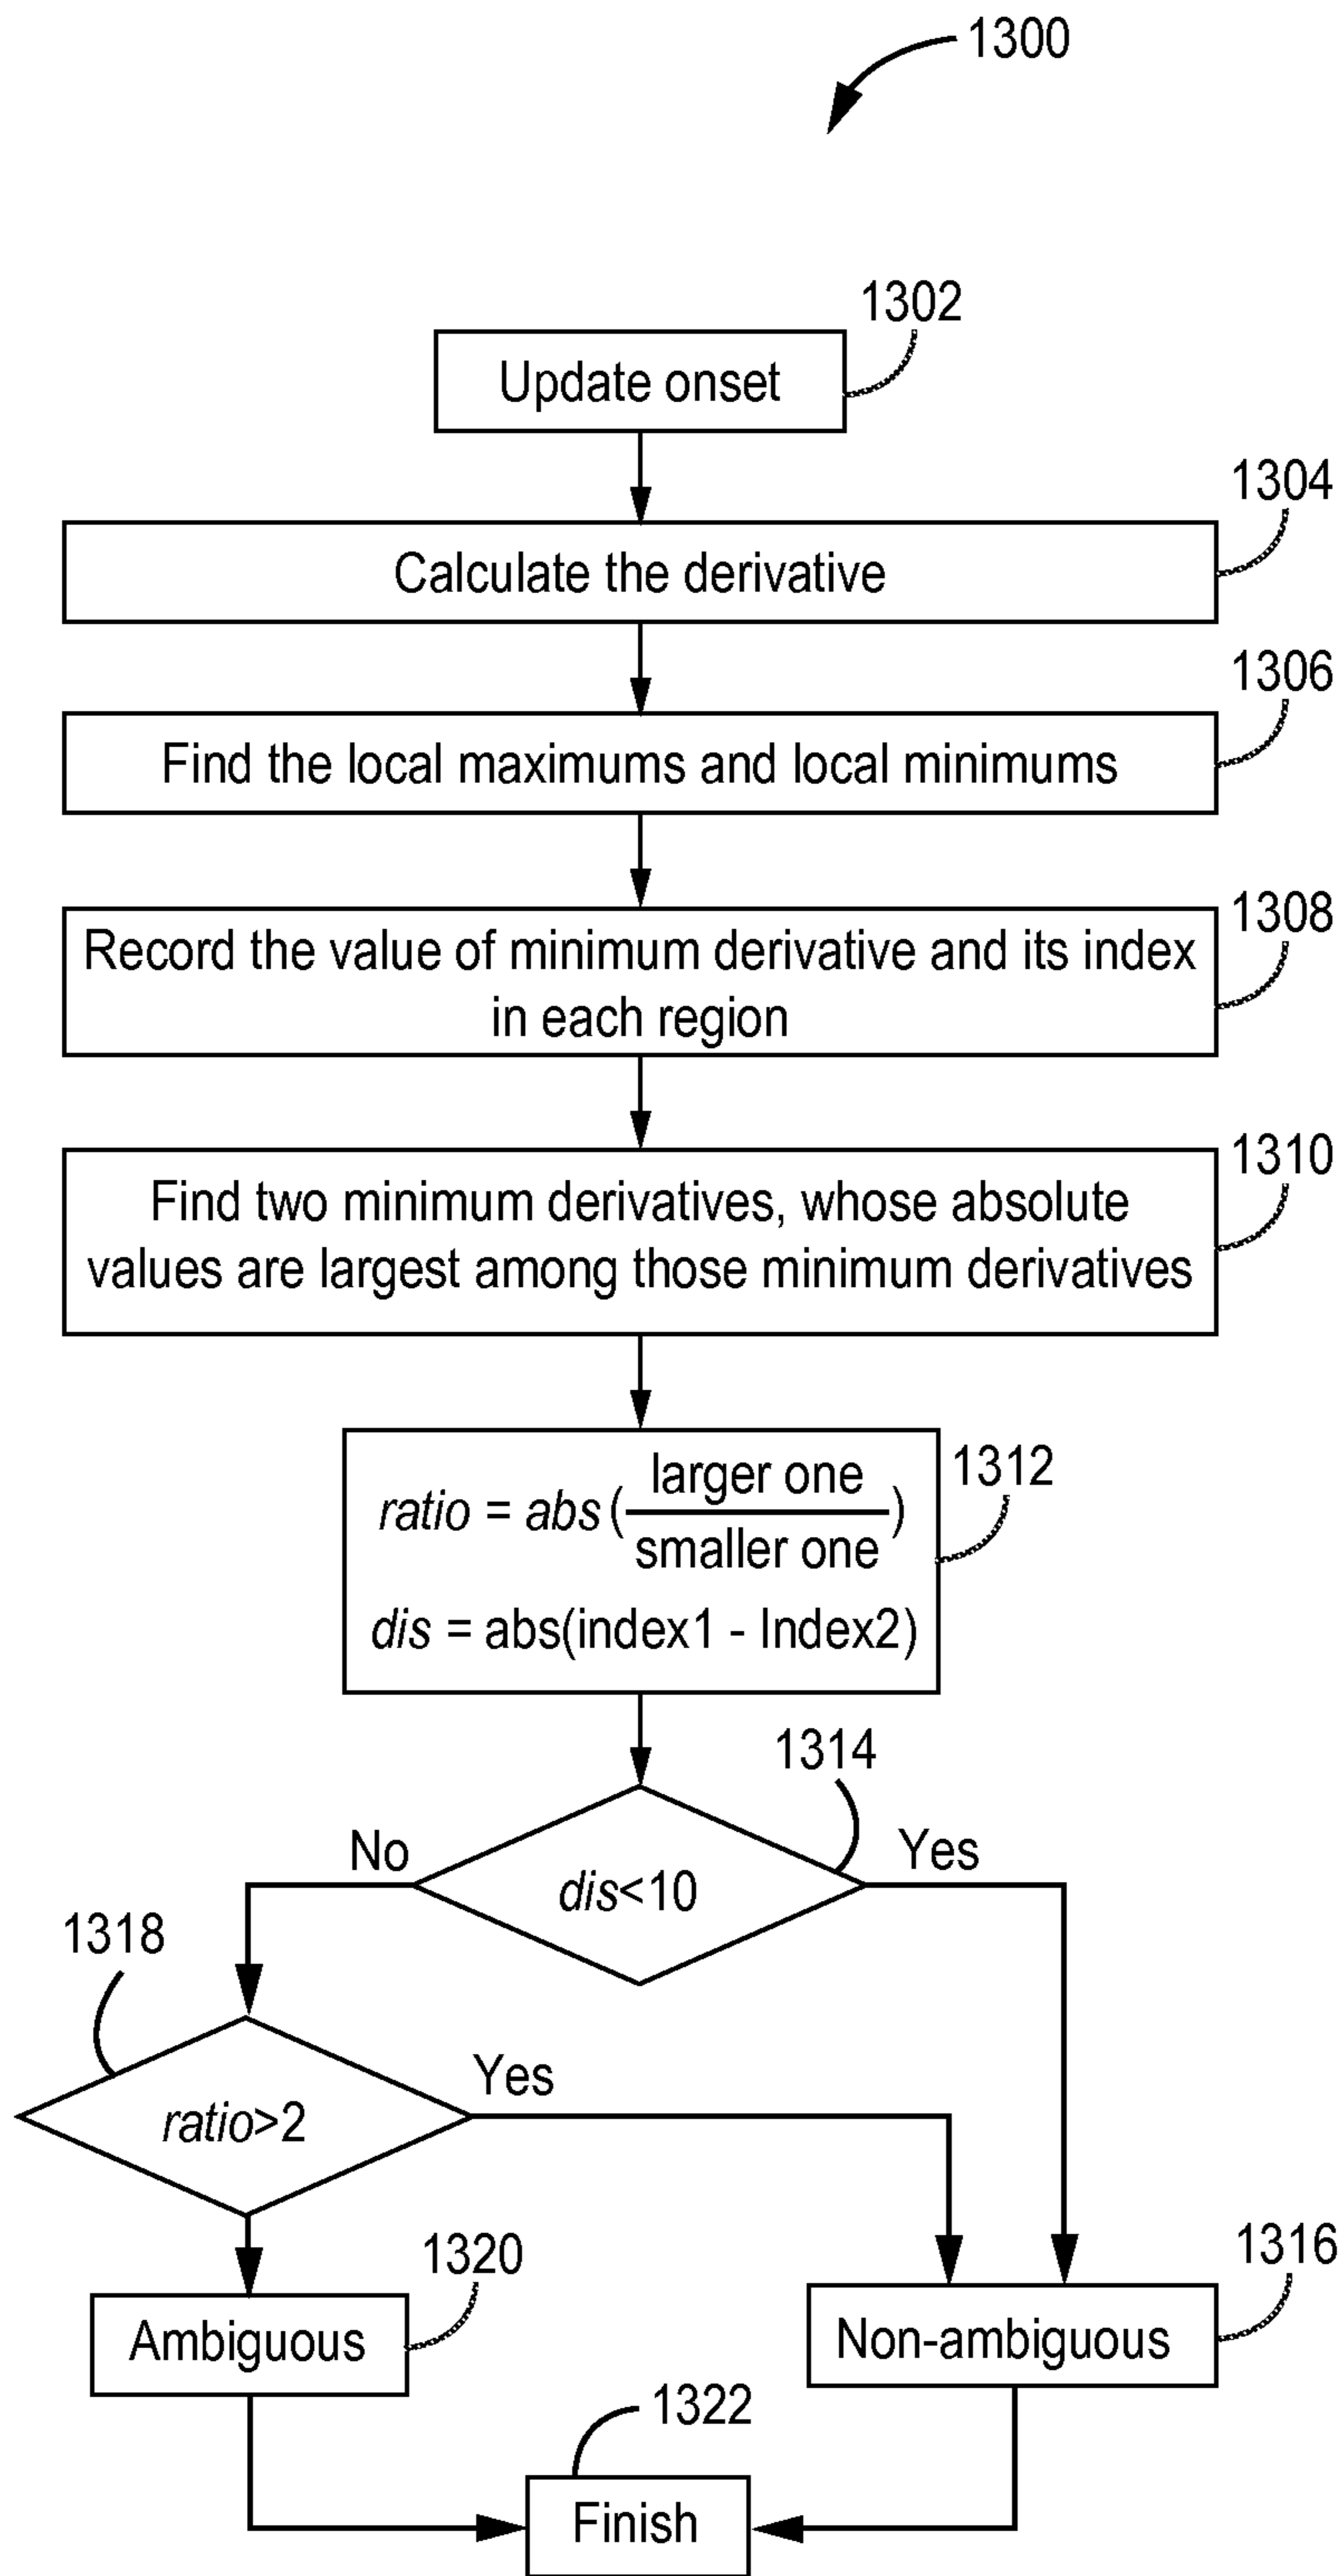 1300
1302
Update onset
1304
Calculate the derivative
1306
Find the local maximums and local minimums
1308
Record the value of minimum derivative and its index
in each region
1310
Find two minimum derivatives, whose absolute
values are largest among those minimum derivatives
1312
ratio = abs(larger one/smaller one)
dis = abs(index1 - Index2)
1314
No
Yes
dis<10
1318
Yes
ratio>2
1320
1316
Ambiguous
Non-ambiguous
1322
Finish